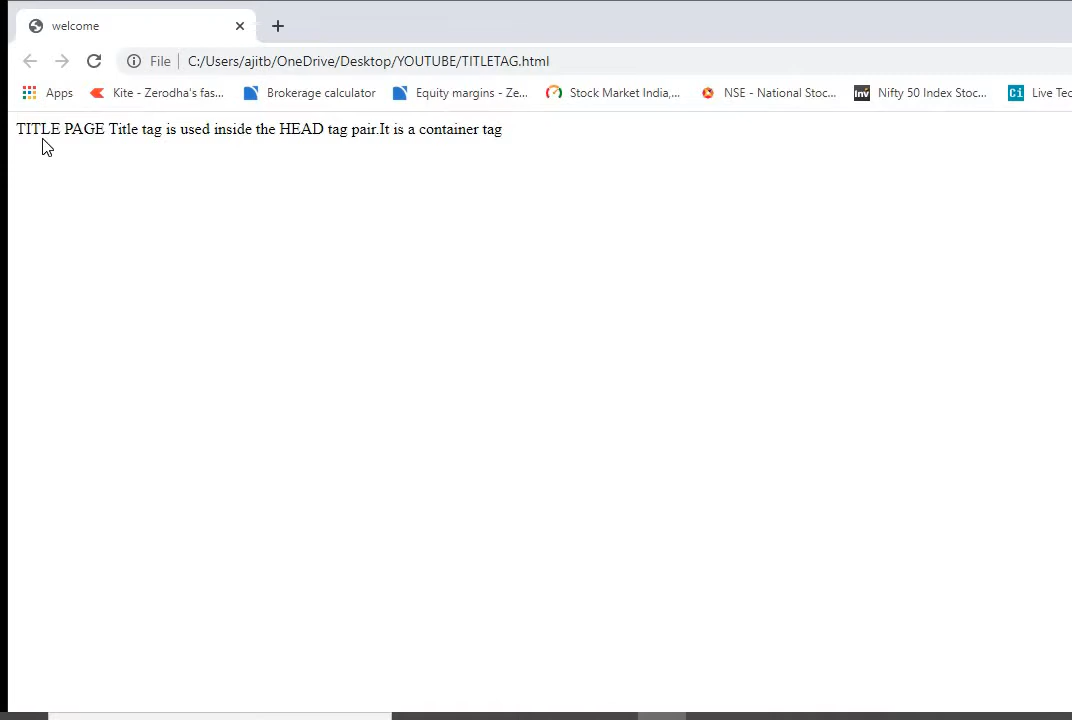 welcome
File C:/Users/ajitb/OneDrive/Desktop/YOUTUBE/TITLETAG.html
Apps Kite - Zerodha's fas... Brokerage calculator Equity margins - Ze... Stock Market India,... NSE - National Stoc... Inv Nifty 50 Index Stoc... Ci Live Tec
TITLE PAGE Title tag is used inside the HEAD tag pair.It is a container tag